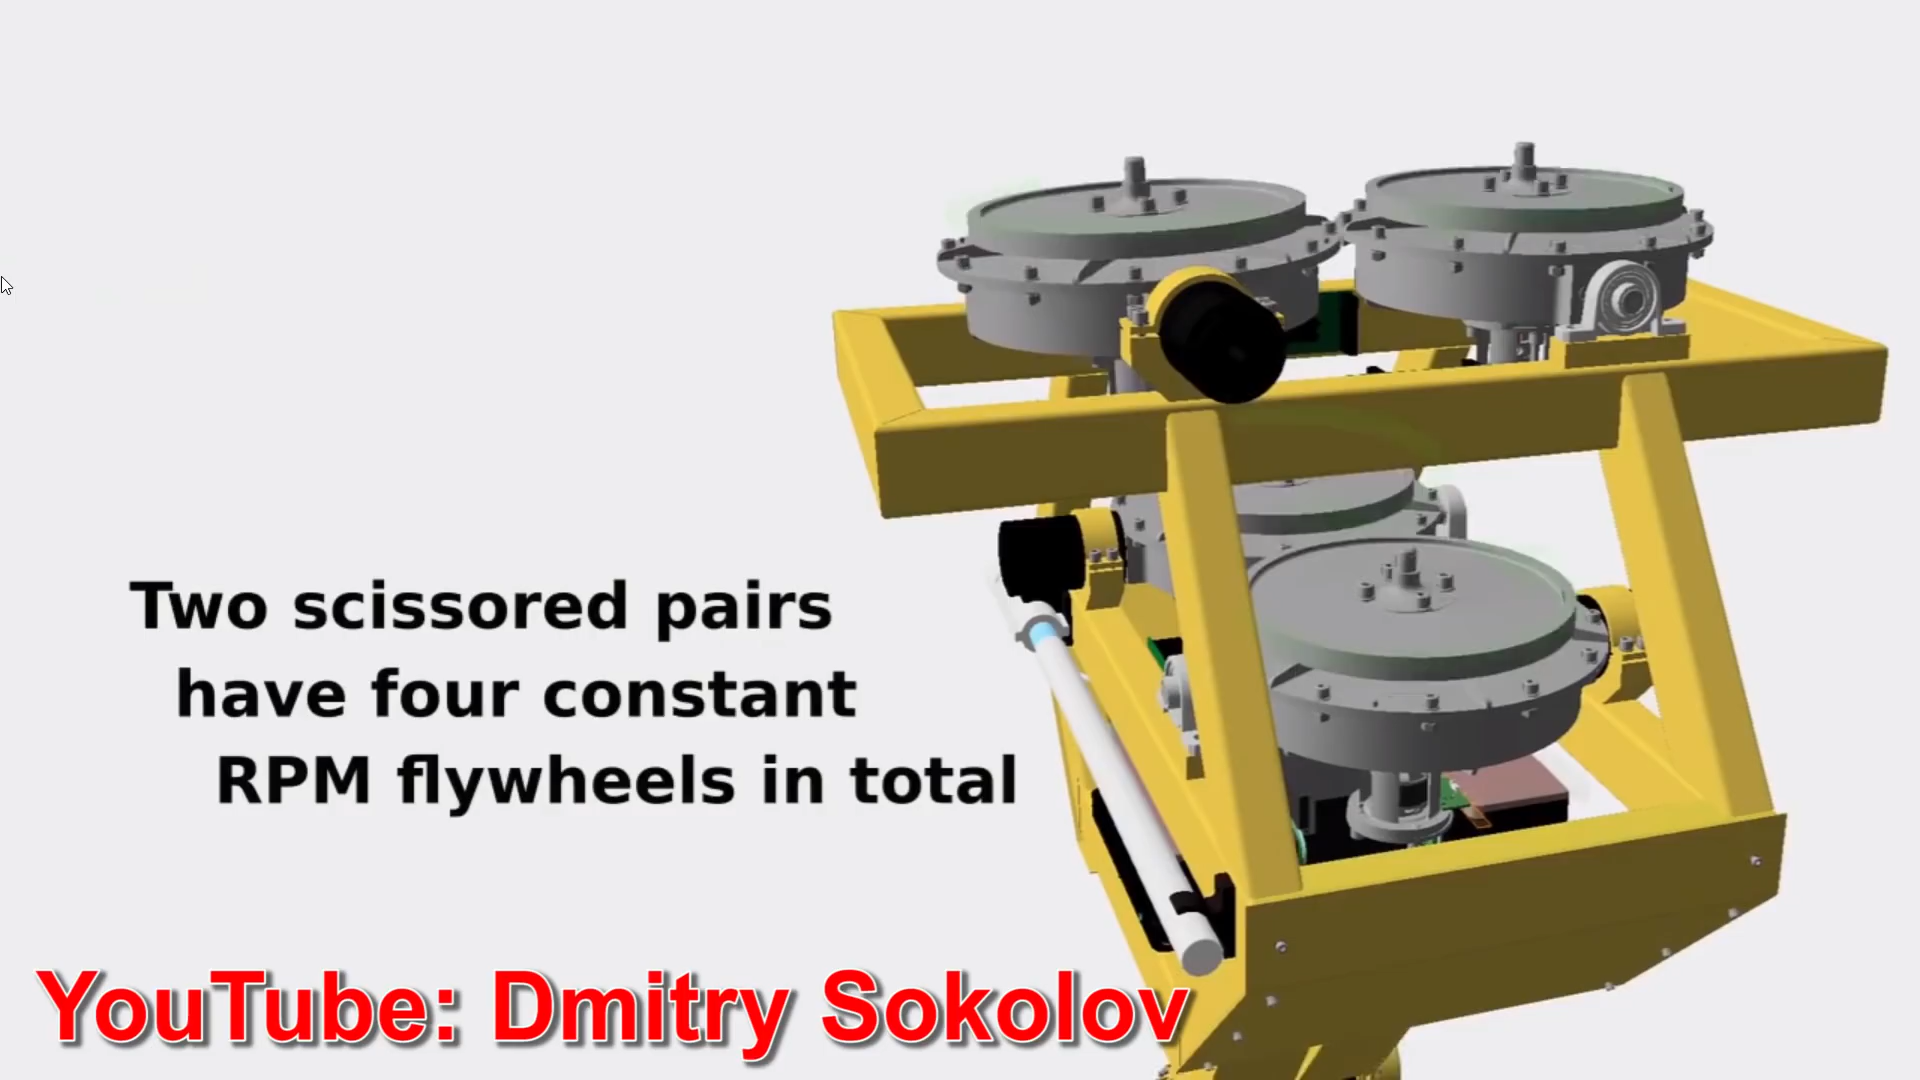 Two scissored pairs
have four constant
RPM flywheels in total
YouTube: Dmitry Sokolov